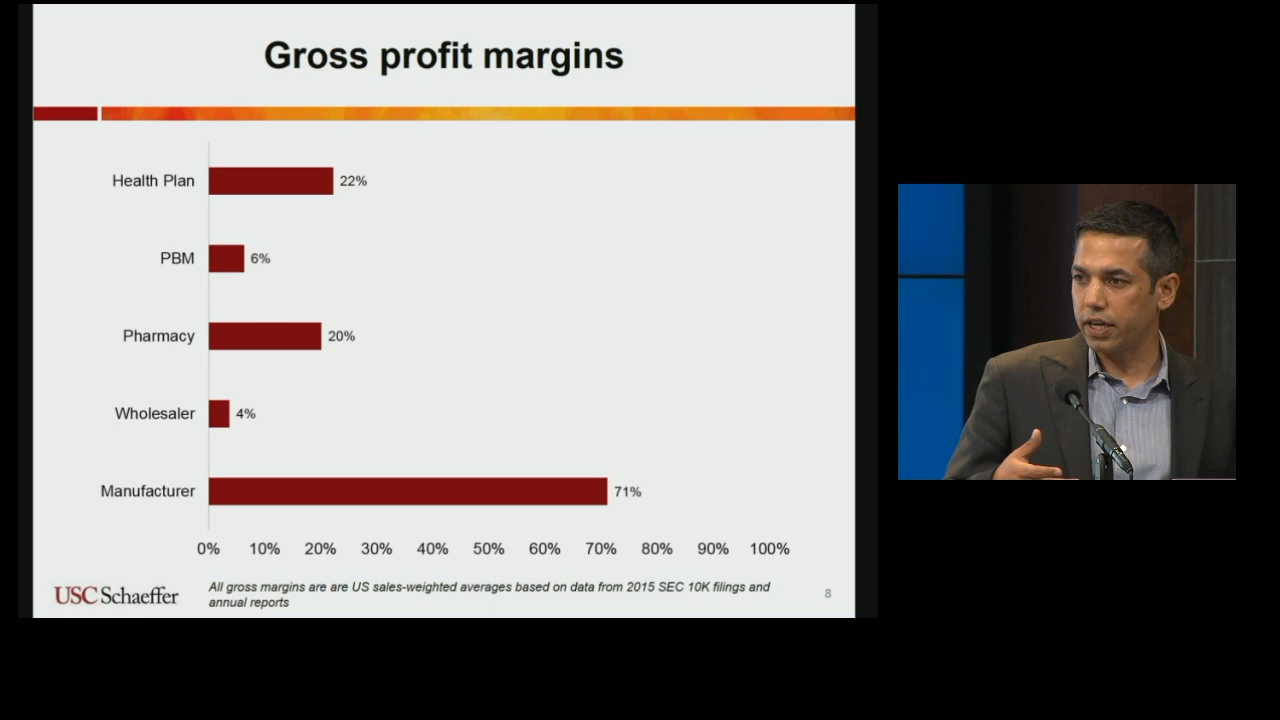 Gross profit margins
Health Plan
22%
PBM
6%
Pharmacy
20%
Wholesaler
4%
Manufacturer
71%
0% 10% 20% 30% 40% 50% 60% 70% 80% 90% 100%
USC Schaeffer
All gross margins are are US sales-weighted averages based on data from 2015 SEC 10K filings and
annual reports
8